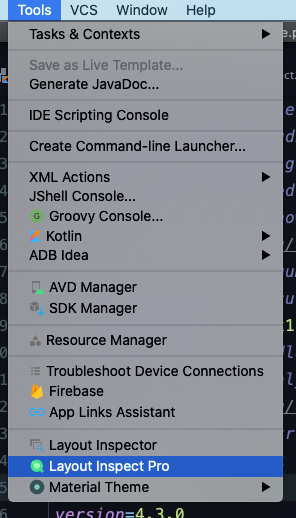 Tools VCS Window Help
Tasks & Contexts
Save as Live Template...
Generate JavaDoc...
IDE Scripting Console
Create Command-line Launcher...
XML Actions
JShell Console...
G Groovy Console...
Kotlin
ADB Idea
AVD Manager
SDK Manager
Resource Manager
Troubleshoot Device Connections
Firebase
App Links Assistant
Layout Inspector
Layout Inspect Pro
Material Theme
version=4.3.0